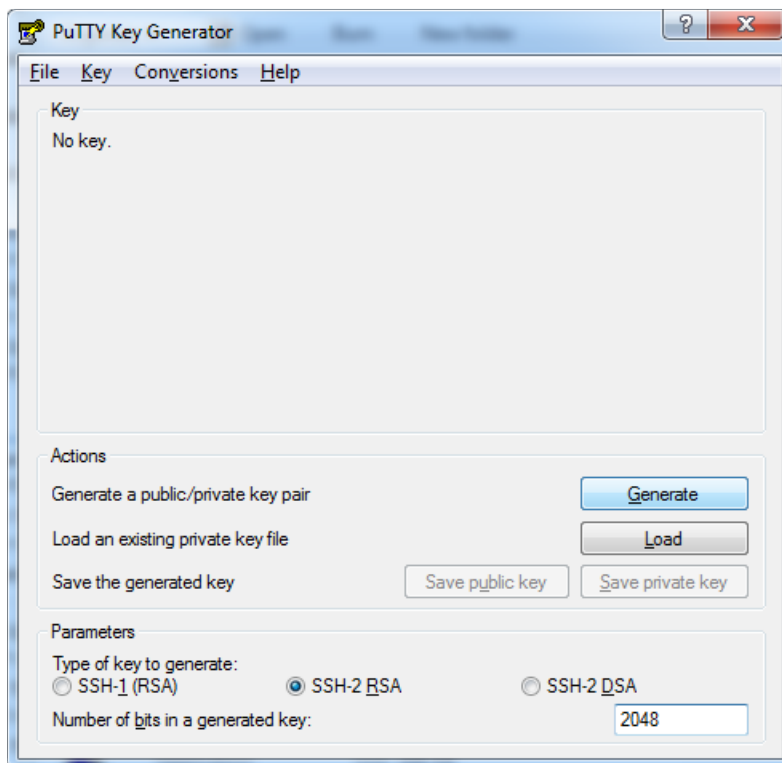 PuTTY Key Generator
File Key Conversions Help
Key
No key.
Actions
Generate a public/private key pair Generate
Load an existing private key file Load
Save the generated key Save public key Save private key
Parameters
Type of key to generate:
SSH-1 (RSA) SSH-2 RSA SSH-2 DSA
Number of bits in a generated key: 2048